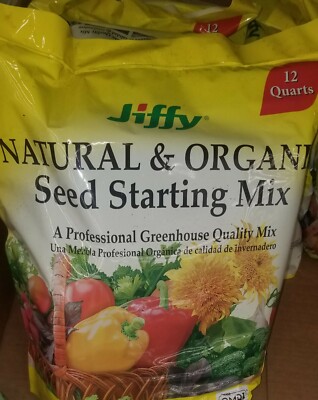 12
Quarts
Jiffy®
NATURAL & ORGANI
Seed Starting Mix
A Professional Greenhouse Quality Mix
Una Mezcla Profesional Orgánica de calidad de invernadero